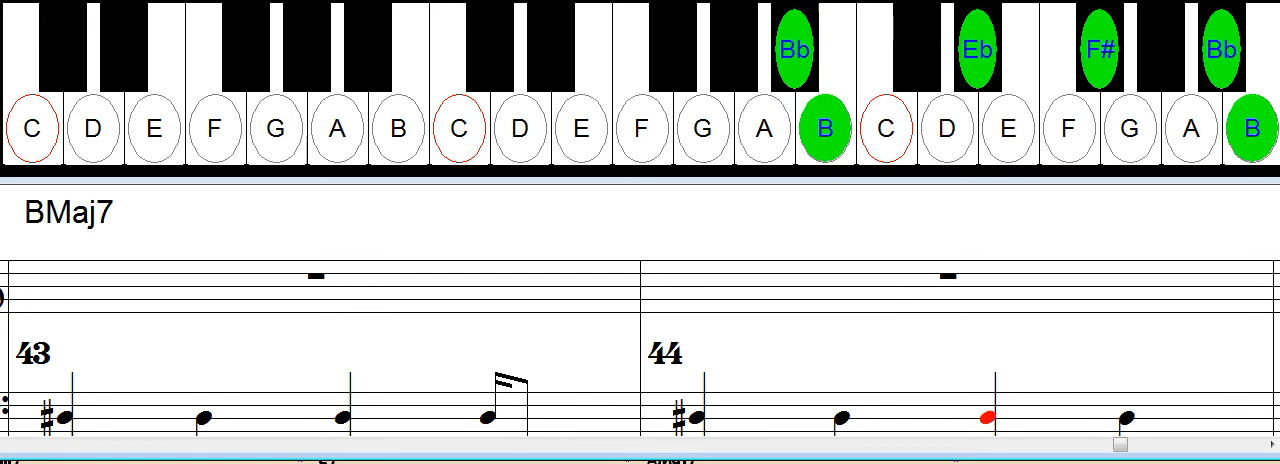 Bb Eb F# Bb
C D E F G A B C D E F G A B C D E F G A B
BMaj7
43 44